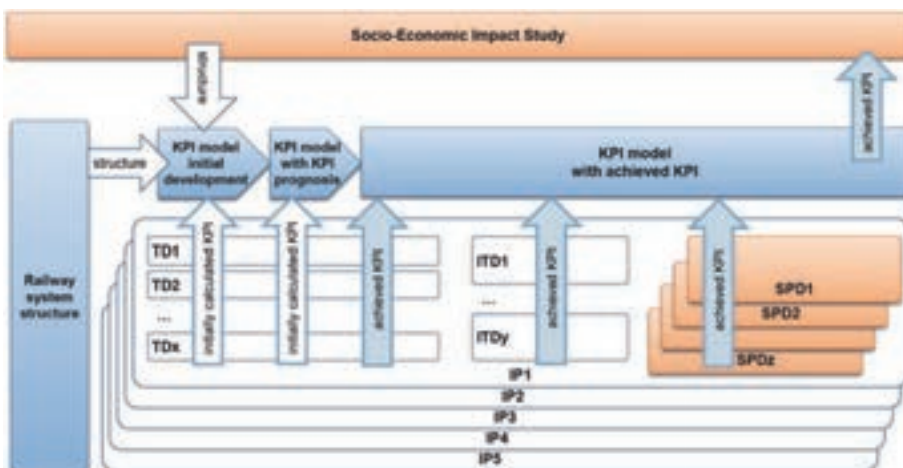 Socio-Economic Impact Study
structure
achieved KPI
Railway
system
structure
structure
KPI model
initial
development
KPI model
with KPI
prognosis
KPI model
with achieved KPI
TD1
TD2
...
TDx
initially calculated KPI
initially calculated KPI
achieved KPI
ITD1
...
ITDy
achieved KPI
SPD1
SPD2
SPDz
achieved KPI
IP1
IP2
IP3
IP4
IP5